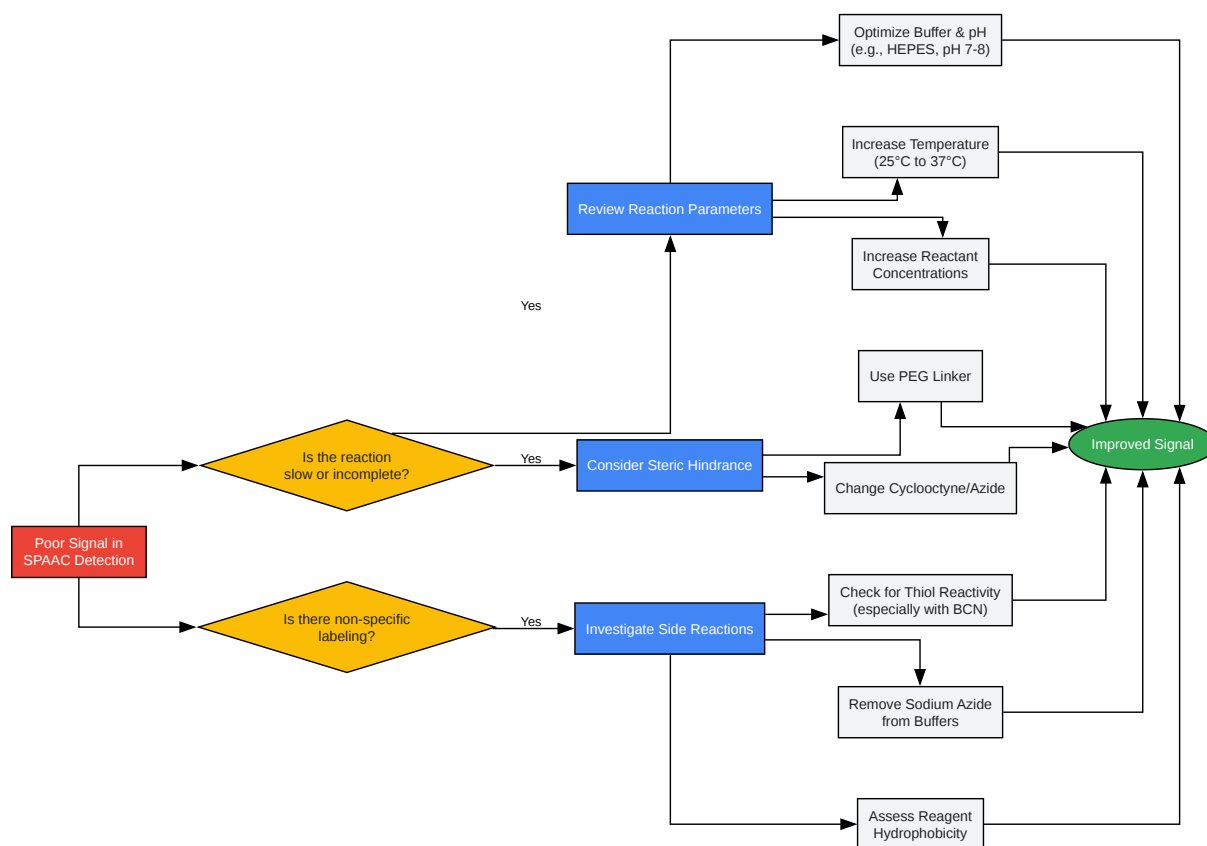 Optimize Buffer & pH
(e.g., HEPES, pH 7-8)
Increase Temperature
(25°C to 37°C)
Review Reaction Parameters
Increase Reactant
Concentrations
Yes
Use PEG Linker
Improved Signal
Is the reaction
slow or incomplete?
Yes
Consider Steric Hindrance
Change Cyclooctyne/Azide
Poor Signal in
SPAAC Detection
Check for Thiol Reactivity
(especially with BCN)
Is there non-specific
labeling?
Yes
Investigate Side Reactions
Remove Sodium Azide
from Buffers
Assess Reagent
Hydrophobicity